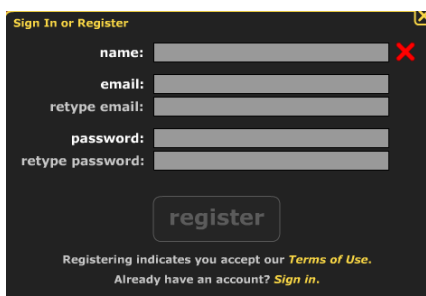 Sign In or Register
name:
email:
retype email:
password:
retype password:
register
Registering indicates you accept our Terms of Use.
Already have an account? Sign in.